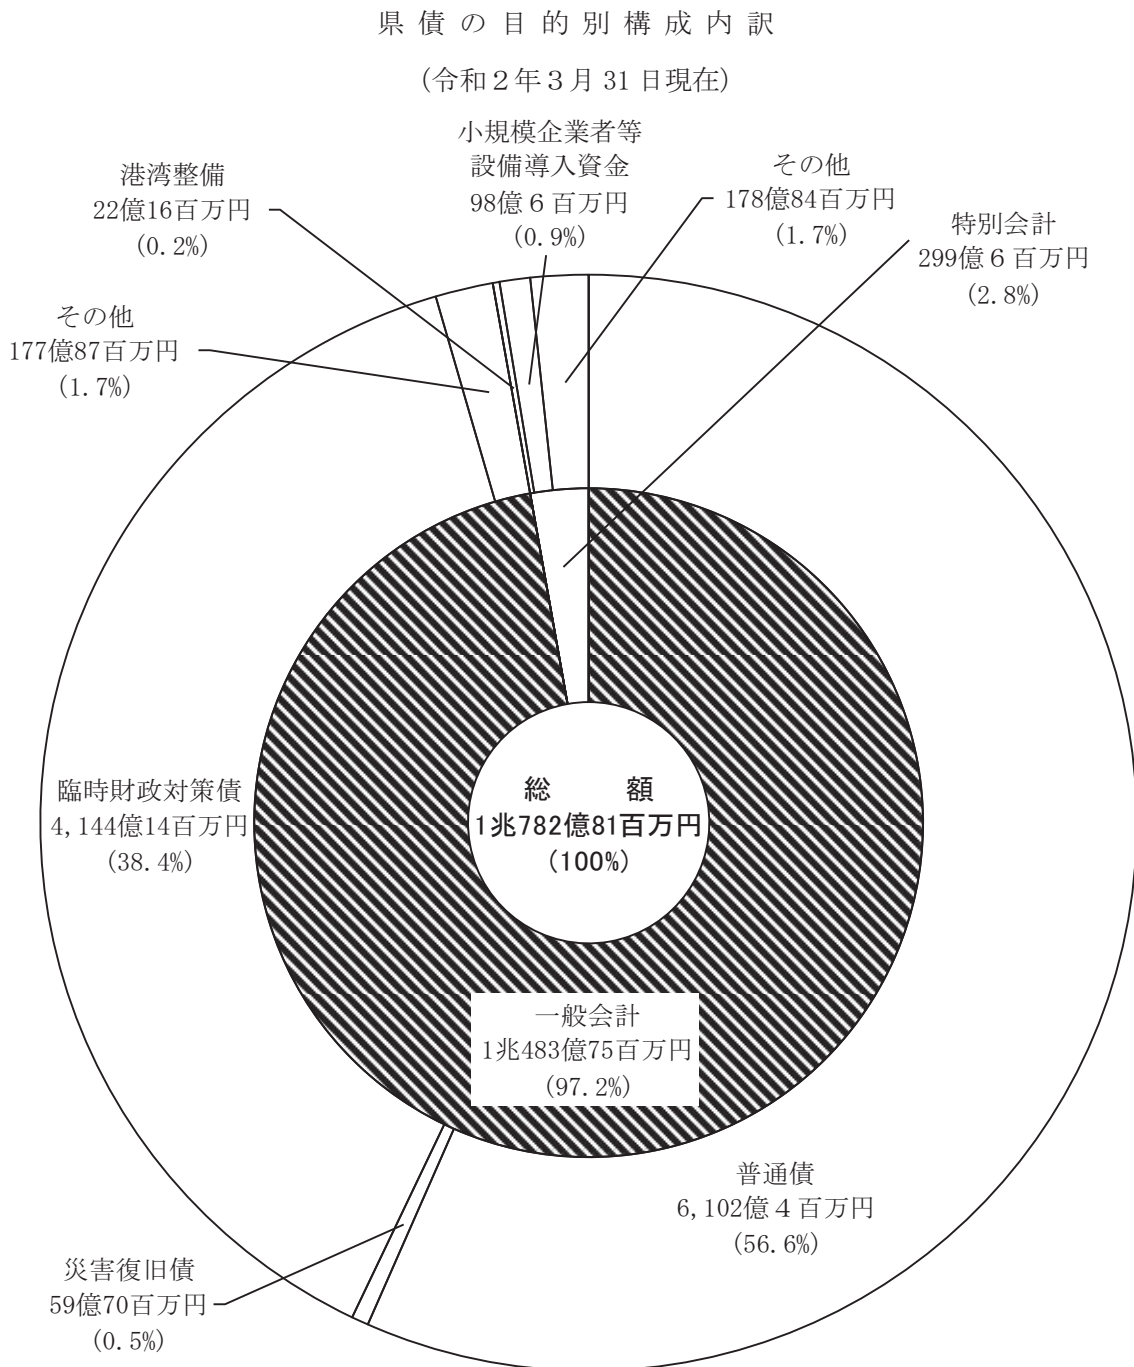 県債の目的別構成内訳
(令和２年３月31日現在)
小規模企業者等
設備導入資金
98億６百万円
(0.9%)
港湾整備
22億16百万円
(0.2%)
その他
178億84百万円
(1.7%)
特別会計
299億６百万円
(2.8%)
その他
177億87百万円
(1.7%)
臨時財政対策債
4,144億14百万円
(38.4%)
総額
1兆782億81百万円
(100%)
一般会計
1兆483億75百万円
(97.2%)
普通債
6,102億４百万円
(56.6%)
災害復旧債
59億70百万円
(0.5%)